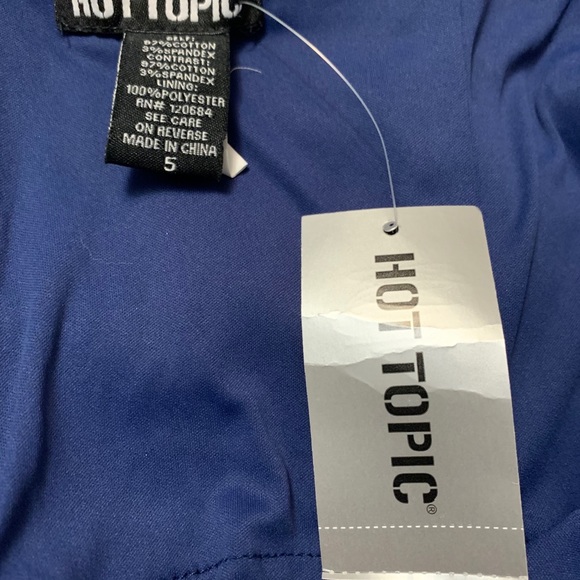 HOT TOPIC
SELF:
97%COTTON
3%SPANDEX
CONTRAST:
97%COTTON
3%SPANDEX
LINING:
100%POLYESTER
RN# 120684
SEE CARE
ON REVERSE
MADE IN CHINA
5
HOT TOPIC®